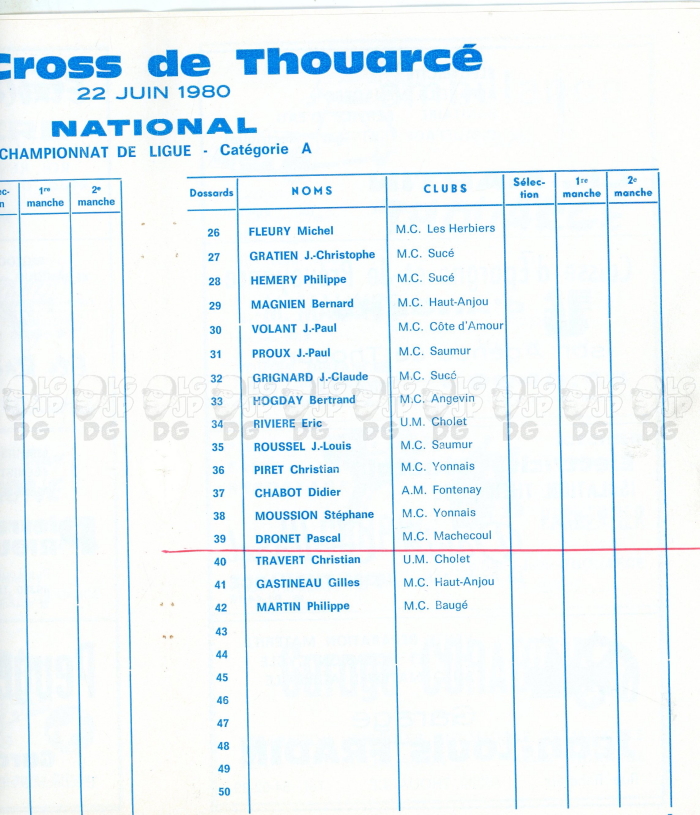 Cross de Thouarcé
22 JUIN 1980
NATIONAL
CHAMPIONNAT DE LIGUE - Catégorie A
1re manche 2e manche
Dossards NOMS CLUBS Sélec-tion 1re manche 2e manche
26 FLEURY Michel M.C. Les Herbiers
27 GRATIEN J.-Christophe M.C. Sucé
28 HEMERY Philippe M.C. Sucé
29 MAGNIEN Bernard M.C. Haut-Anjou
30 VOLANT J.-Paul M.C. Côte d'Amour
31 PROUX J.-Paul M.C. Saumur
32 GRIGNARD J.-Claude M.C. Sucé
33 HOGDAY Bertrand M.C. Angevin
34 RIVIERE Eric U.M. Cholet
35 ROUSSEL J.-Louis M.C. Saumur
36 PIRET Christian M.C. Yonnais
37 CHABOT Didier A.M. Fontenay
38 MOUSSION Stéphane M.C. Yonnais
39 DRONET Pascal M.C. Machecoul
40 TRAVERT Christian U.M. Cholet
41 GASTINEAU Gilles M.C. Haut-Anjou
42 MARTIN Philippe M.C. Baugé
43
44
45
46
47
48
49
50